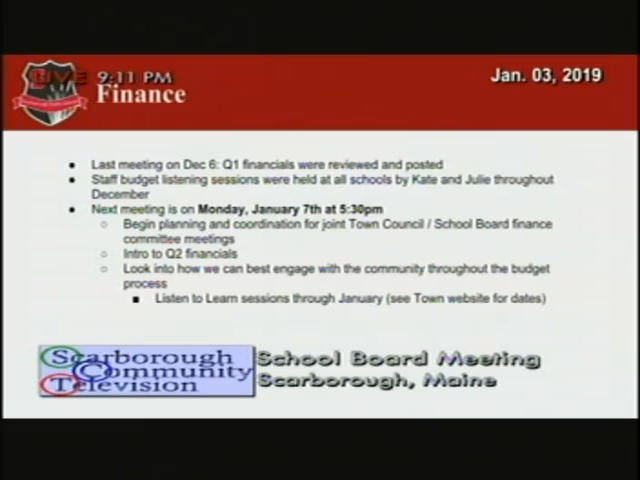 LIVE 9:11 PM
Jan. 03, 2019
Finance
● Last meeting on Dec 6: Q1 financials were reviewed and posted
● Staff budget listening sessions were held at all schools by Kate and Julie throughout
December
● Next meeting is on Monday, January 7th at 5:30pm
○ Begin planning and coordination for joint Town Council / School Board finance
committee meetings
○ Intro to Q2 financials
○ Look into how we can best engage with the community throughout the budget
process
■ Listen to Learn sessions through January (see Town website for dates)
Scarborough
Community
Television
School Board Meeting
Scarborough, Maine